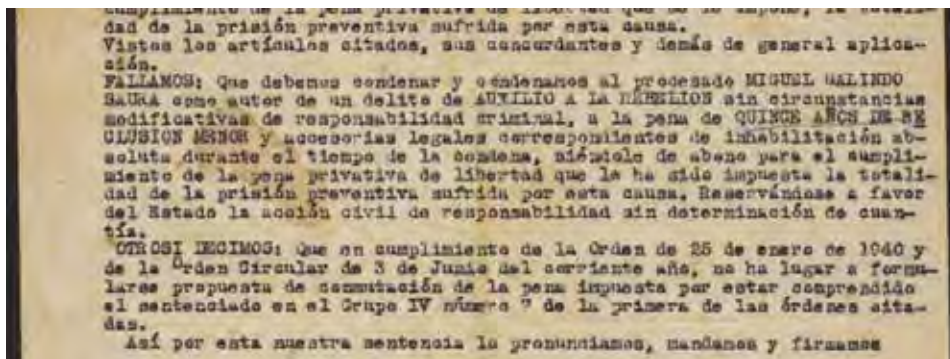 cumplimiento de la pena privativa de libertad que se le impone, la totali-
dad de la prisión preventiva sufrida por esta causa.
Vistos los artículos citados, sus concordantes y demás de general aplica-
ción.
FALLAMOS: Que debemos condenar y condenamos al procesado MIGUEL GALINDO
SAURA como autor de un delito de AUXILIO A LA REBELION sin circunstancias
modificativas de responsabilidad criminal, a la pena de QUINCE AÑOS DE RE
CLUSION MENOR y accesorias legales correspondientes de inhabilitación ab-
soluta durante el tiempo de la condena, siéndole de abono para el cumpli-
miento de la pena privativa de libertad que le ha sido impuesta la totali-
dad de la prisión preventiva sufrida por esta causa. Reservándose a favor
del Estado la acción civil de responsabilidad sin determinación de cuan-
tía.
OTROSI DECIMOS: Que en cumplimiento de la Orden de 25 de enero de 1940 y
de la Orden Circular de 3 de Junio del corriente año, no ha lugar a formu-
lares propuesta de conmutación de la pena impuesta por estar comprendido
el sentenciado en el Grupo IV número de la primera de las órdenes cita-
das.
Así por esta nuestra sentencia lo pronunciamos, mandamos y firmamos